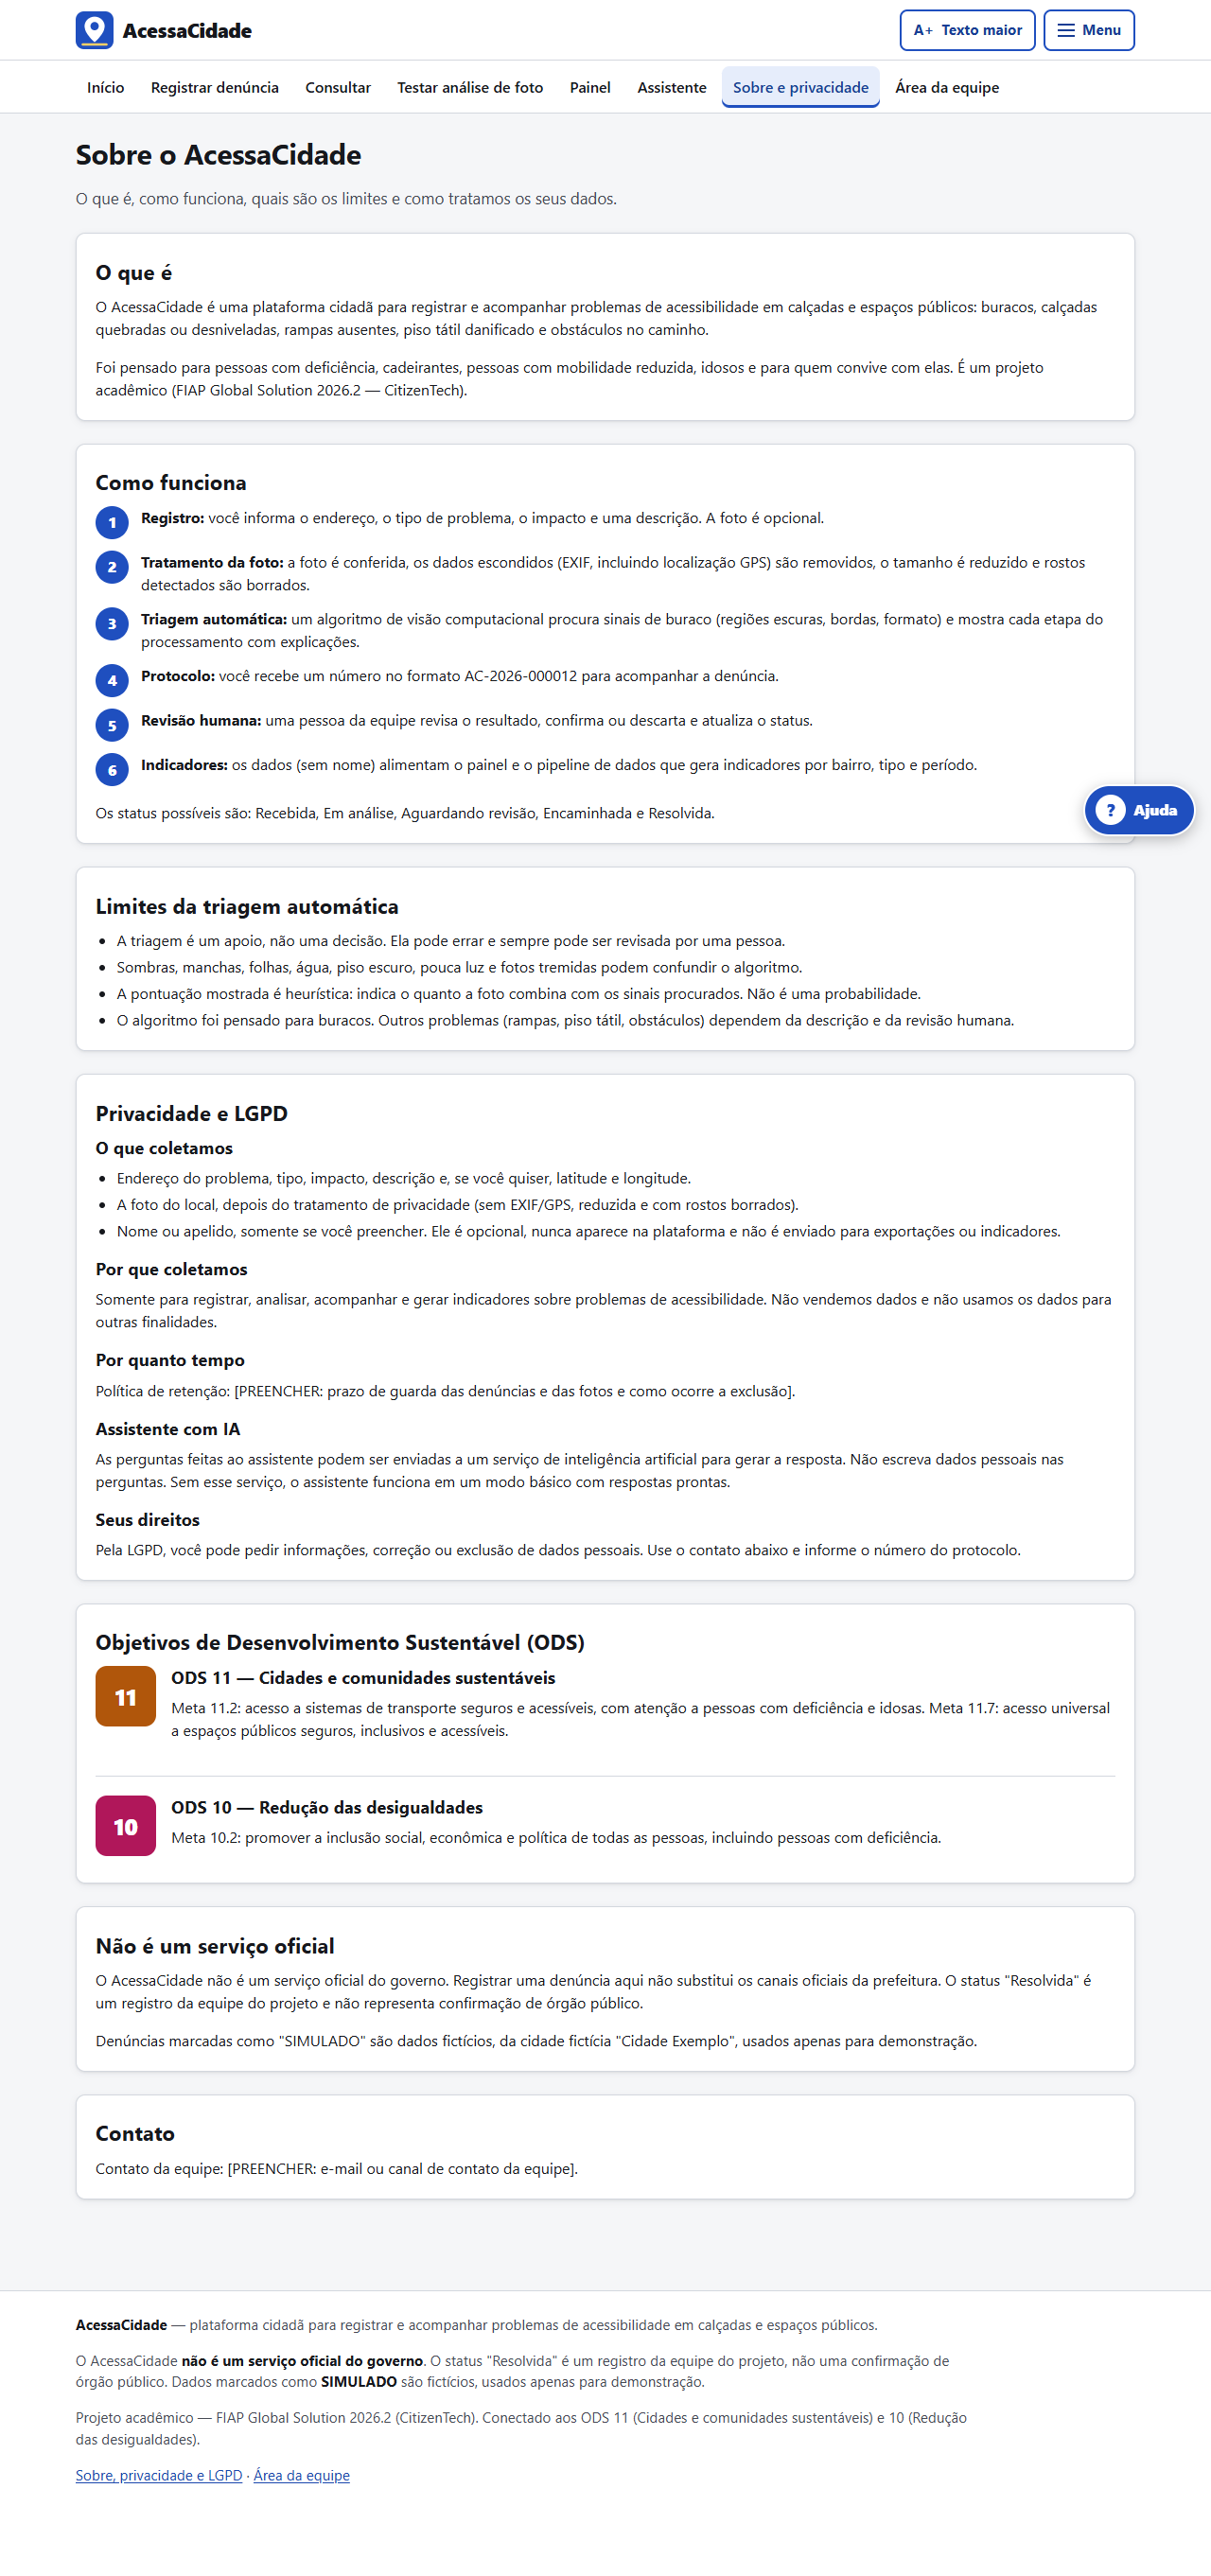 AcessaCidade
A+ Texto maior
Menu
Início
Registrar denúncia
Consultar
Testar análise de foto
Painel
Assistente
Sobre e privacidade
Área da equipe
Sobre o AcessaCidade
O que é, como funciona, quais são os limites e como tratamos os seus dados.
O que é
O AcessaCidade é uma plataforma cidadã para registrar e acompanhar problemas de acessibilidade em calçadas e espaços públicos: buracos, calçadas
quebradas ou desniveladas, rampas ausentes, piso tátil danificado e obstáculos no caminho.
Foi pensado para pessoas com deficiência, cadeirantes, pessoas com mobilidade reduzida, idosos e para quem convive com elas. É um projeto
acadêmico (FIAP Global Solution 2026.2 — CitizenTech).
Como funciona
1 Registro: você informa o endereço, o tipo de problema, o impacto e uma descrição. A foto é opcional.
2 Tratamento da foto: a foto é conferida, os dados escondidos (EXIF, incluindo localização GPS) são removidos, o tamanho é reduzido e rostos
detectados são borrados.
3 Triagem automática: um algoritmo de visão computacional procura sinais de buraco (regiões escuras, bordas, formato) e mostra cada etapa do
processamento com explicações.
4 Protocolo: você recebe um número no formato AC-2026-000012 para acompanhar a denúncia.
5 Revisão humana: uma pessoa da equipe revisa o resultado, confirma ou descarta e atualiza o status.
6 Indicadores: os dados (sem nome) alimentam o painel e o pipeline de dados que gera indicadores por bairro, tipo e período.
? Ajuda
Os status possíveis são: Recebida, Em análise, Aguardando revisão, Encaminhada e Resolvida.
Limites da triagem automática
• A triagem é um apoio, não uma decisão. Ela pode errar e sempre pode ser revisada por uma pessoa.
• Sombras, manchas, folhas, água, piso escuro, pouca luz e fotos tremidas podem confundir o algoritmo.
• A pontuação mostrada é heurística: indica o quanto a foto combina com os sinais procurados. Não é uma probabilidade.
• O algoritmo foi pensado para buracos. Outros problemas (rampas, piso tátil, obstáculos) dependem da descrição e da revisão humana.
Privacidade e LGPD
O que coletamos
• Endereço do problema, tipo, impacto, descrição e, se você quiser, latitude e longitude.
• A foto do local, depois do tratamento de privacidade (sem EXIF/GPS, reduzida e com rostos borrados).
• Nome ou apelido, somente se você preencher. Ele é opcional, nunca aparece na plataforma e não é enviado para exportações ou indicadores.
Por que coletamos
Somente para registrar, analisar, acompanhar e gerar indicadores sobre problemas de acessibilidade. Não vendemos dados e não usamos os dados para
outras finalidades.
Por quanto tempo
Política de retenção: [PREENCHER: prazo de guarda das denúncias e das fotos e como ocorre a exclusão].
Assistente com IA
As perguntas feitas ao assistente podem ser enviadas a um serviço de inteligência artificial para gerar a resposta. Não escreva dados pessoais nas
perguntas. Sem esse serviço, o assistente funciona em um modo básico com respostas prontas.
Seus direitos
Pela LGPD, você pode pedir informações, correção ou exclusão de dados pessoais. Use o contato abaixo e informe o número do protocolo.
Objetivos de Desenvolvimento Sustentável (ODS)
11
ODS 11 — Cidades e comunidades sustentáveis
Meta 11.2: acesso a sistemas de transporte seguros e acessíveis, com atenção a pessoas com deficiência e idosas. Meta 11.7: acesso universal
a espaços públicos seguros, inclusivos e acessíveis.
10
ODS 10 — Redução das desigualdades
Meta 10.2: promover a inclusão social, econômica e política de todas as pessoas, incluindo pessoas com deficiência.
Não é um serviço oficial
O AcessaCidade não é um serviço oficial do governo. Registrar uma denúncia aqui não substitui os canais oficiais da prefeitura. O status "Resolvida" é
um registro da equipe do projeto e não representa confirmação de órgão público.
Denúncias marcadas como "SIMULADO" são dados fictícios, da cidade fictícia "Cidade Exemplo", usados apenas para demonstração.
Contato
Contato da equipe: [PREENCHER: e-mail ou canal de contato da equipe].
AcessaCidade — plataforma cidadã para registrar e acompanhar problemas de acessibilidade em calçadas e espaços públicos.
O AcessaCidade não é um serviço oficial do governo. O status "Resolvida" é um registro da equipe do projeto, não uma confirmação de
órgão público. Dados marcados como SIMULADO são fictícios, usados apenas para demonstração.
Projeto acadêmico — FIAP Global Solution 2026.2 (CitizenTech). Conectado aos ODS 11 (Cidades e comunidades sustentáveis) e 10 (Redução
das desigualdades).
Sobre, privacidade e LGPD · Área da equipe